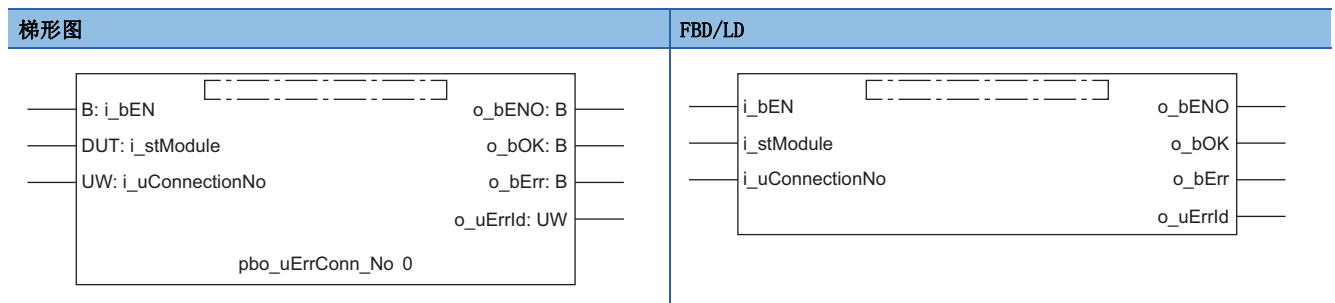 梯形图
FBD/LD
B: i_bEN
o_bENO: B
DUT: i_stModule
o_bOK: B
UW: i_uConnectionNo
o_bErr: B
o_uErrId: UW
pbo_uErrConn_No 0
i_bEN
o_bENO
i_stModule
o_bOK
i_uConnectionNo
o_bErr
o_uErrId